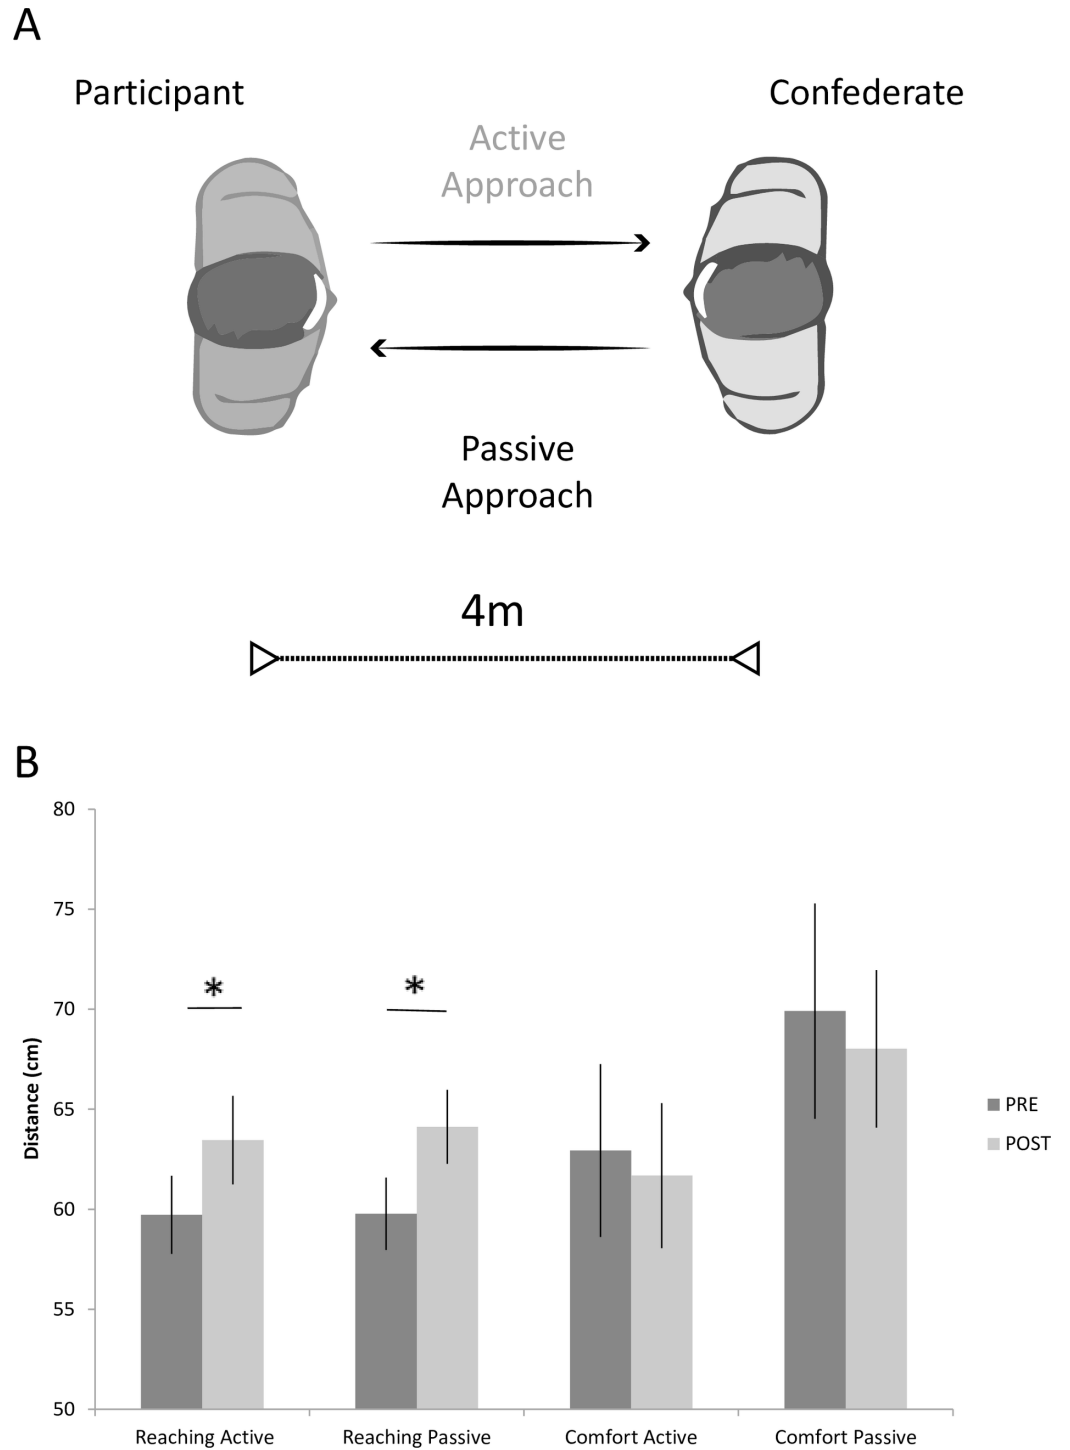 A
Participant
Confederate
Active
Approach
Passive
Approach
4m
B
80
75
70
65
60
55
50
Distance (cm)
*
*
PRE
POST
Reaching Active
Reaching Passive
Comfort Active
Comfort Passive